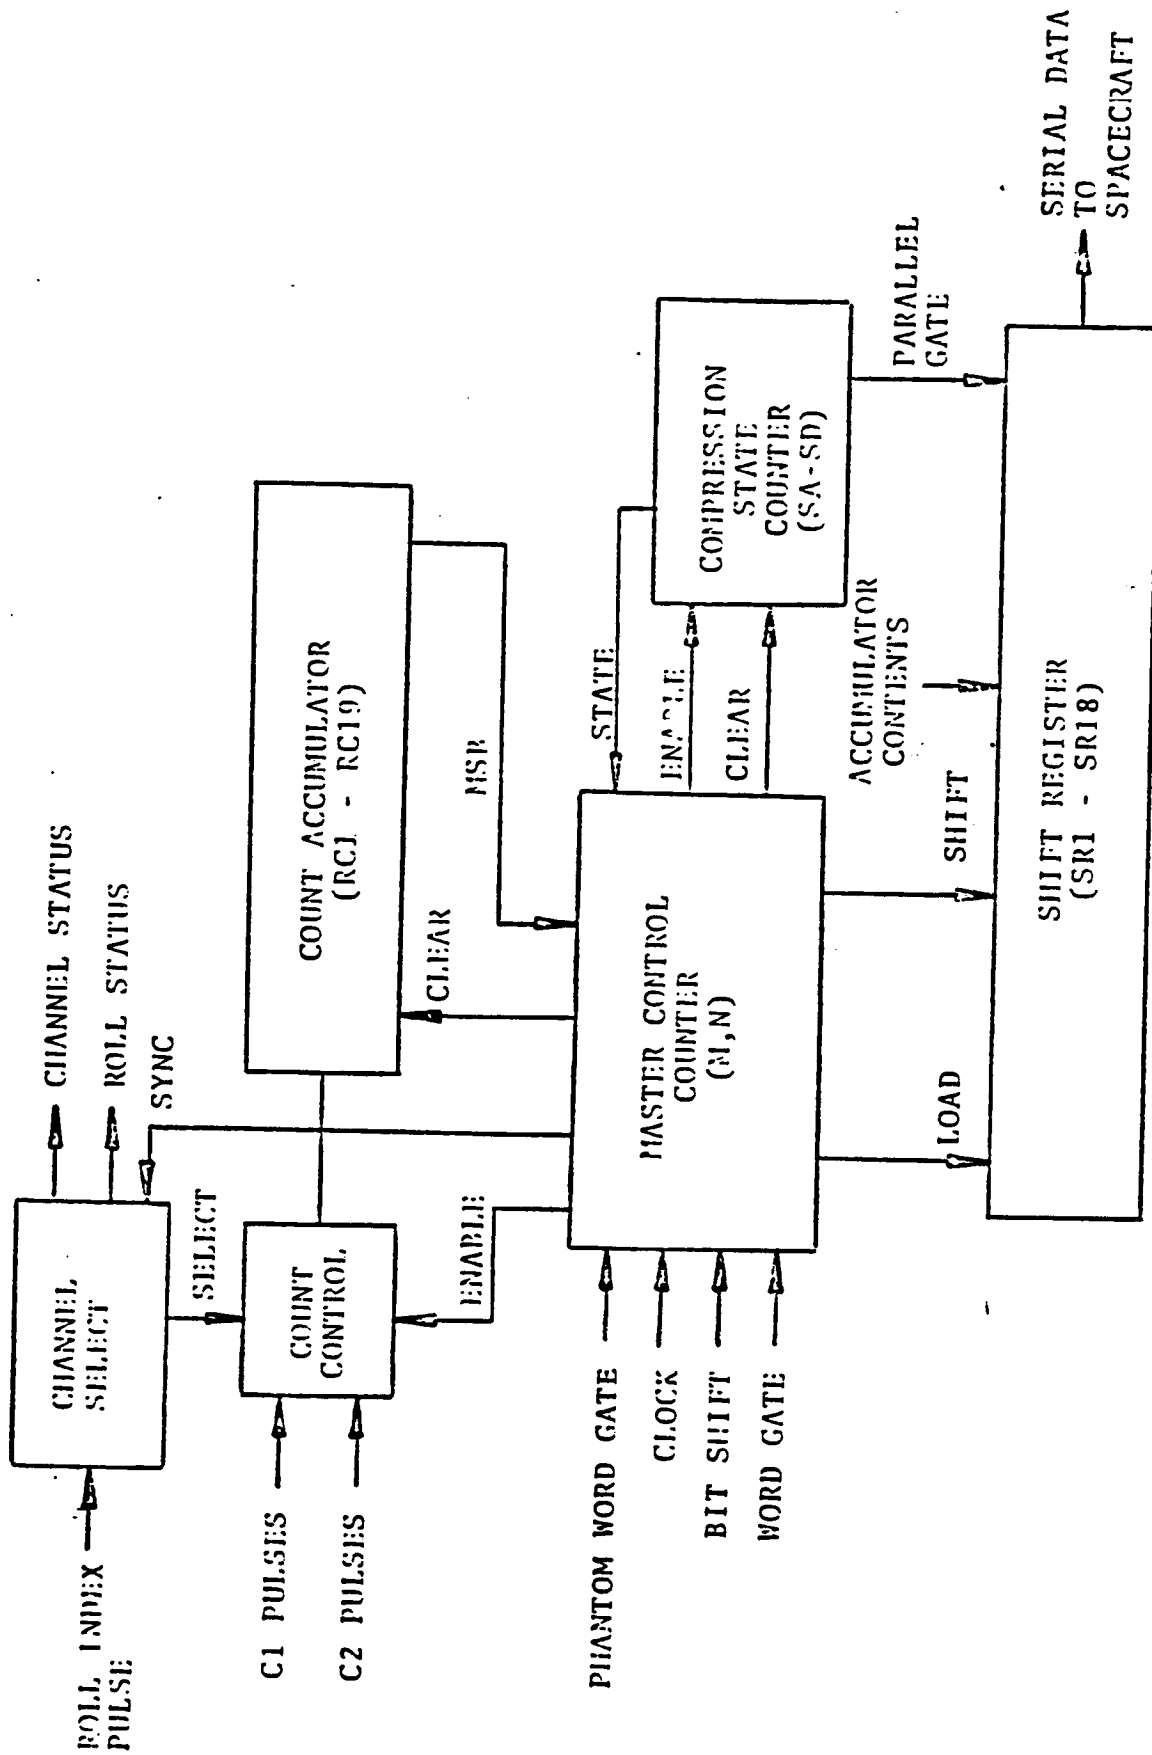 ROLL INDEX
PULSE
CHANNEL
SELECT
CHANNEL STATUS
ROLL STATUS
SYNC
SELECT
C1 PULSES
C2 PULSES
COUNT
CONTROL
ENABLE
COUNT ACCUMULATOR
(RC1 - RC19)
CLEAR
MSB
PHANTOM WORD GATE
CLOCK
BIT SHIFT
WORD GATE
MASTER CONTROL
COUNTER
(M,N)
STATE
ENABLE
CLEAR
COMPRESSION
STATE
COUNTER
(SA-SD)
LOAD
SHIFT
ACCUMULATOR
CONTENTS
PARALLEL
GATE
SHIFT REGISTER
(SR1 - SR18)
SERIAL DATA
TO
SPACECRAFT